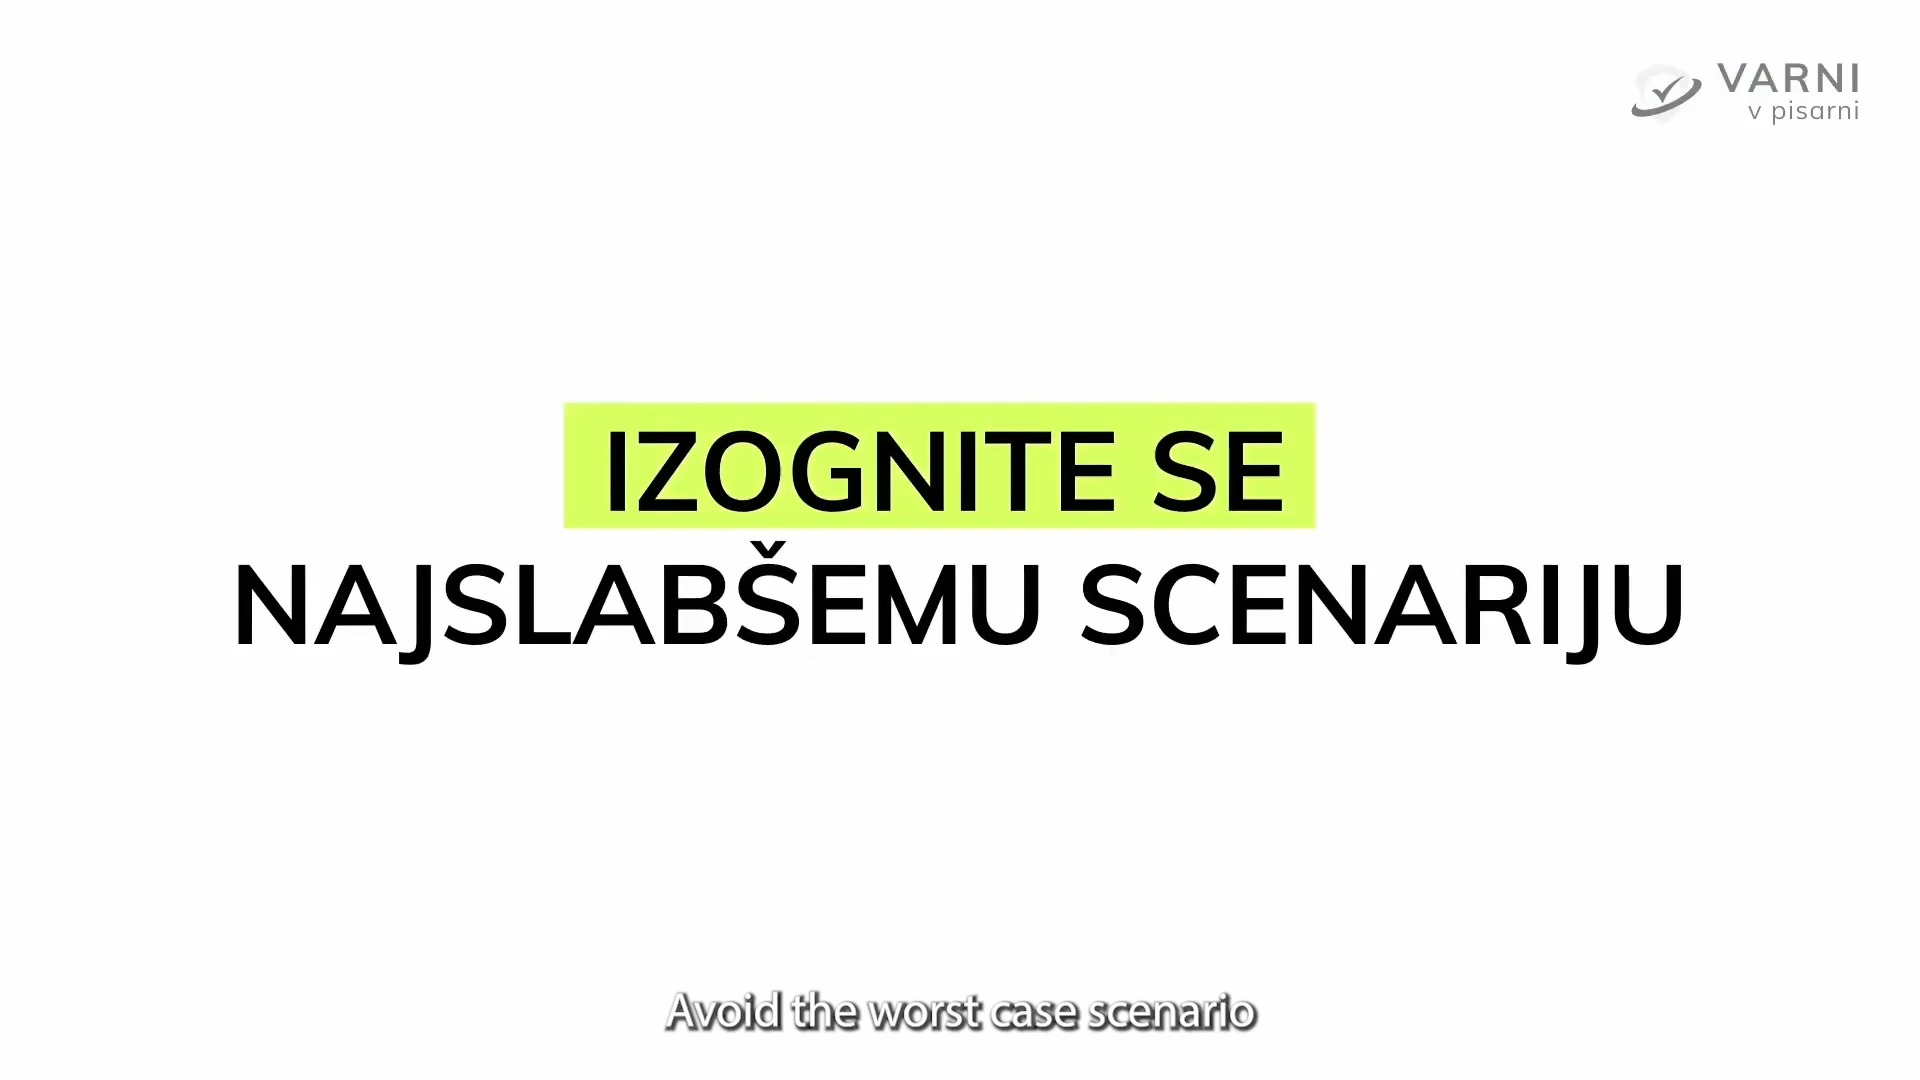 VARNI
v pisarni
IZOGNITE SE
NAJSLABŠEMU SCENARIJU
Avoid the worst case scenario